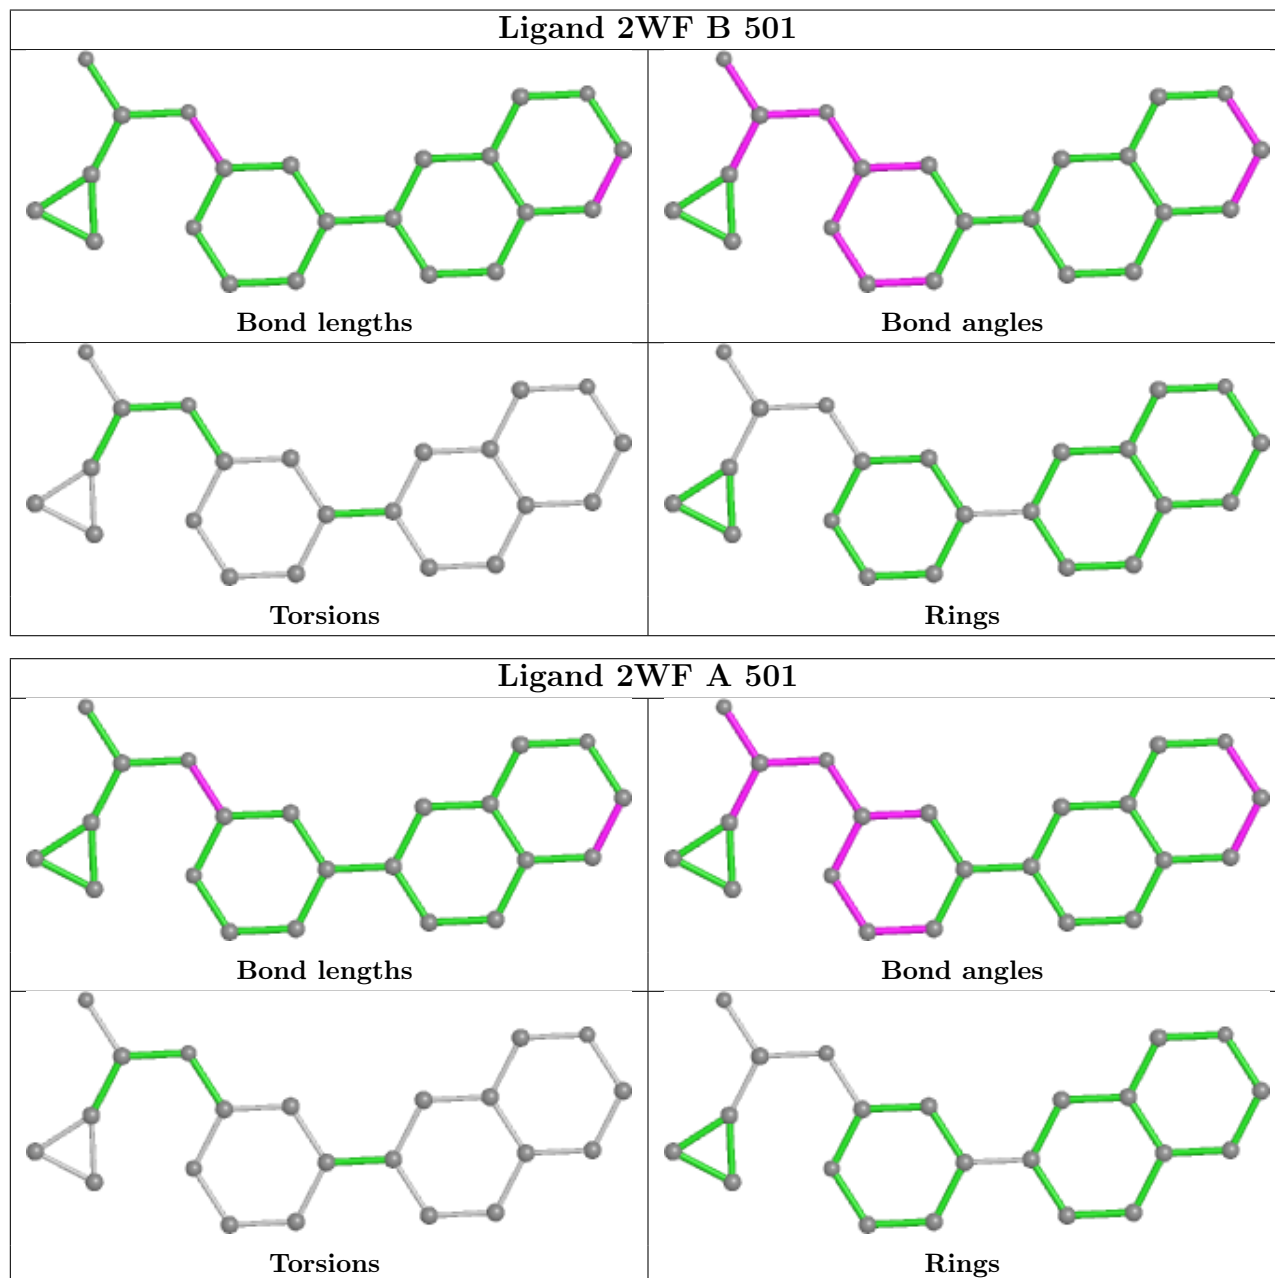 Ligand 2WF B 501
Bond lengths
Bond angles
Torsions
Rings
Ligand 2WF A 501
Bond lengths
Bond angles
Torsions
Rings